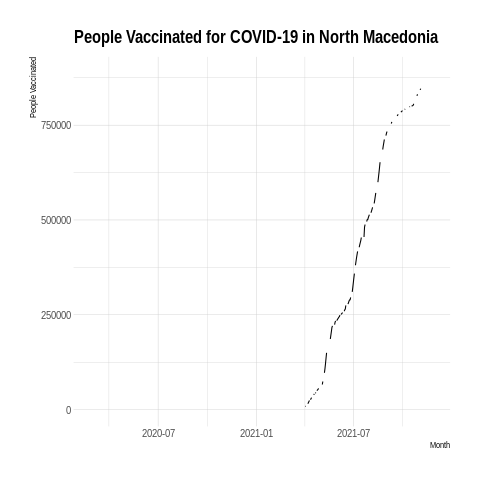 People Vaccinated for COVID-19 in North Macedonia
People Vaccinated
750000
500000
250000
0
2020-07 2021-01 2021-07
Month